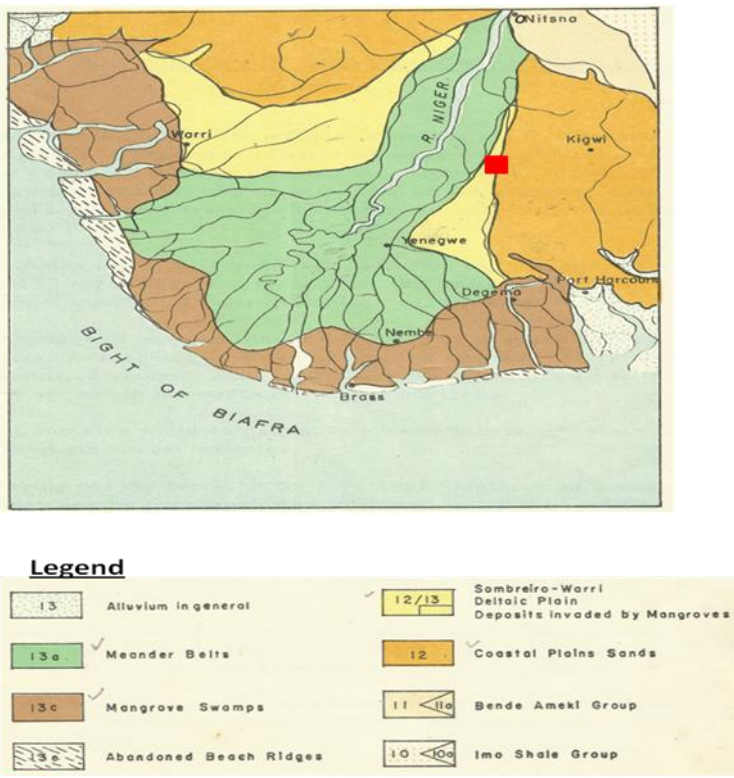 Nitsna
R. NIGER
Warri
Kigwi
Yenegwe
Degema
Port Harcourt
Nembe
Brass
BIGHT OF BIAFRA
Legend
13 Alluvium in general
12/13 Sombreiro-Warri
Deltaic Plain
Deposits invaded by Mangroves
13a Meander Belts
12 Coastal Plains Sands
13c Mangrove Swamps
11 11a Bende Ameki Group
13e Abandoned Beach Ridges
10 10a Imo Shale Group